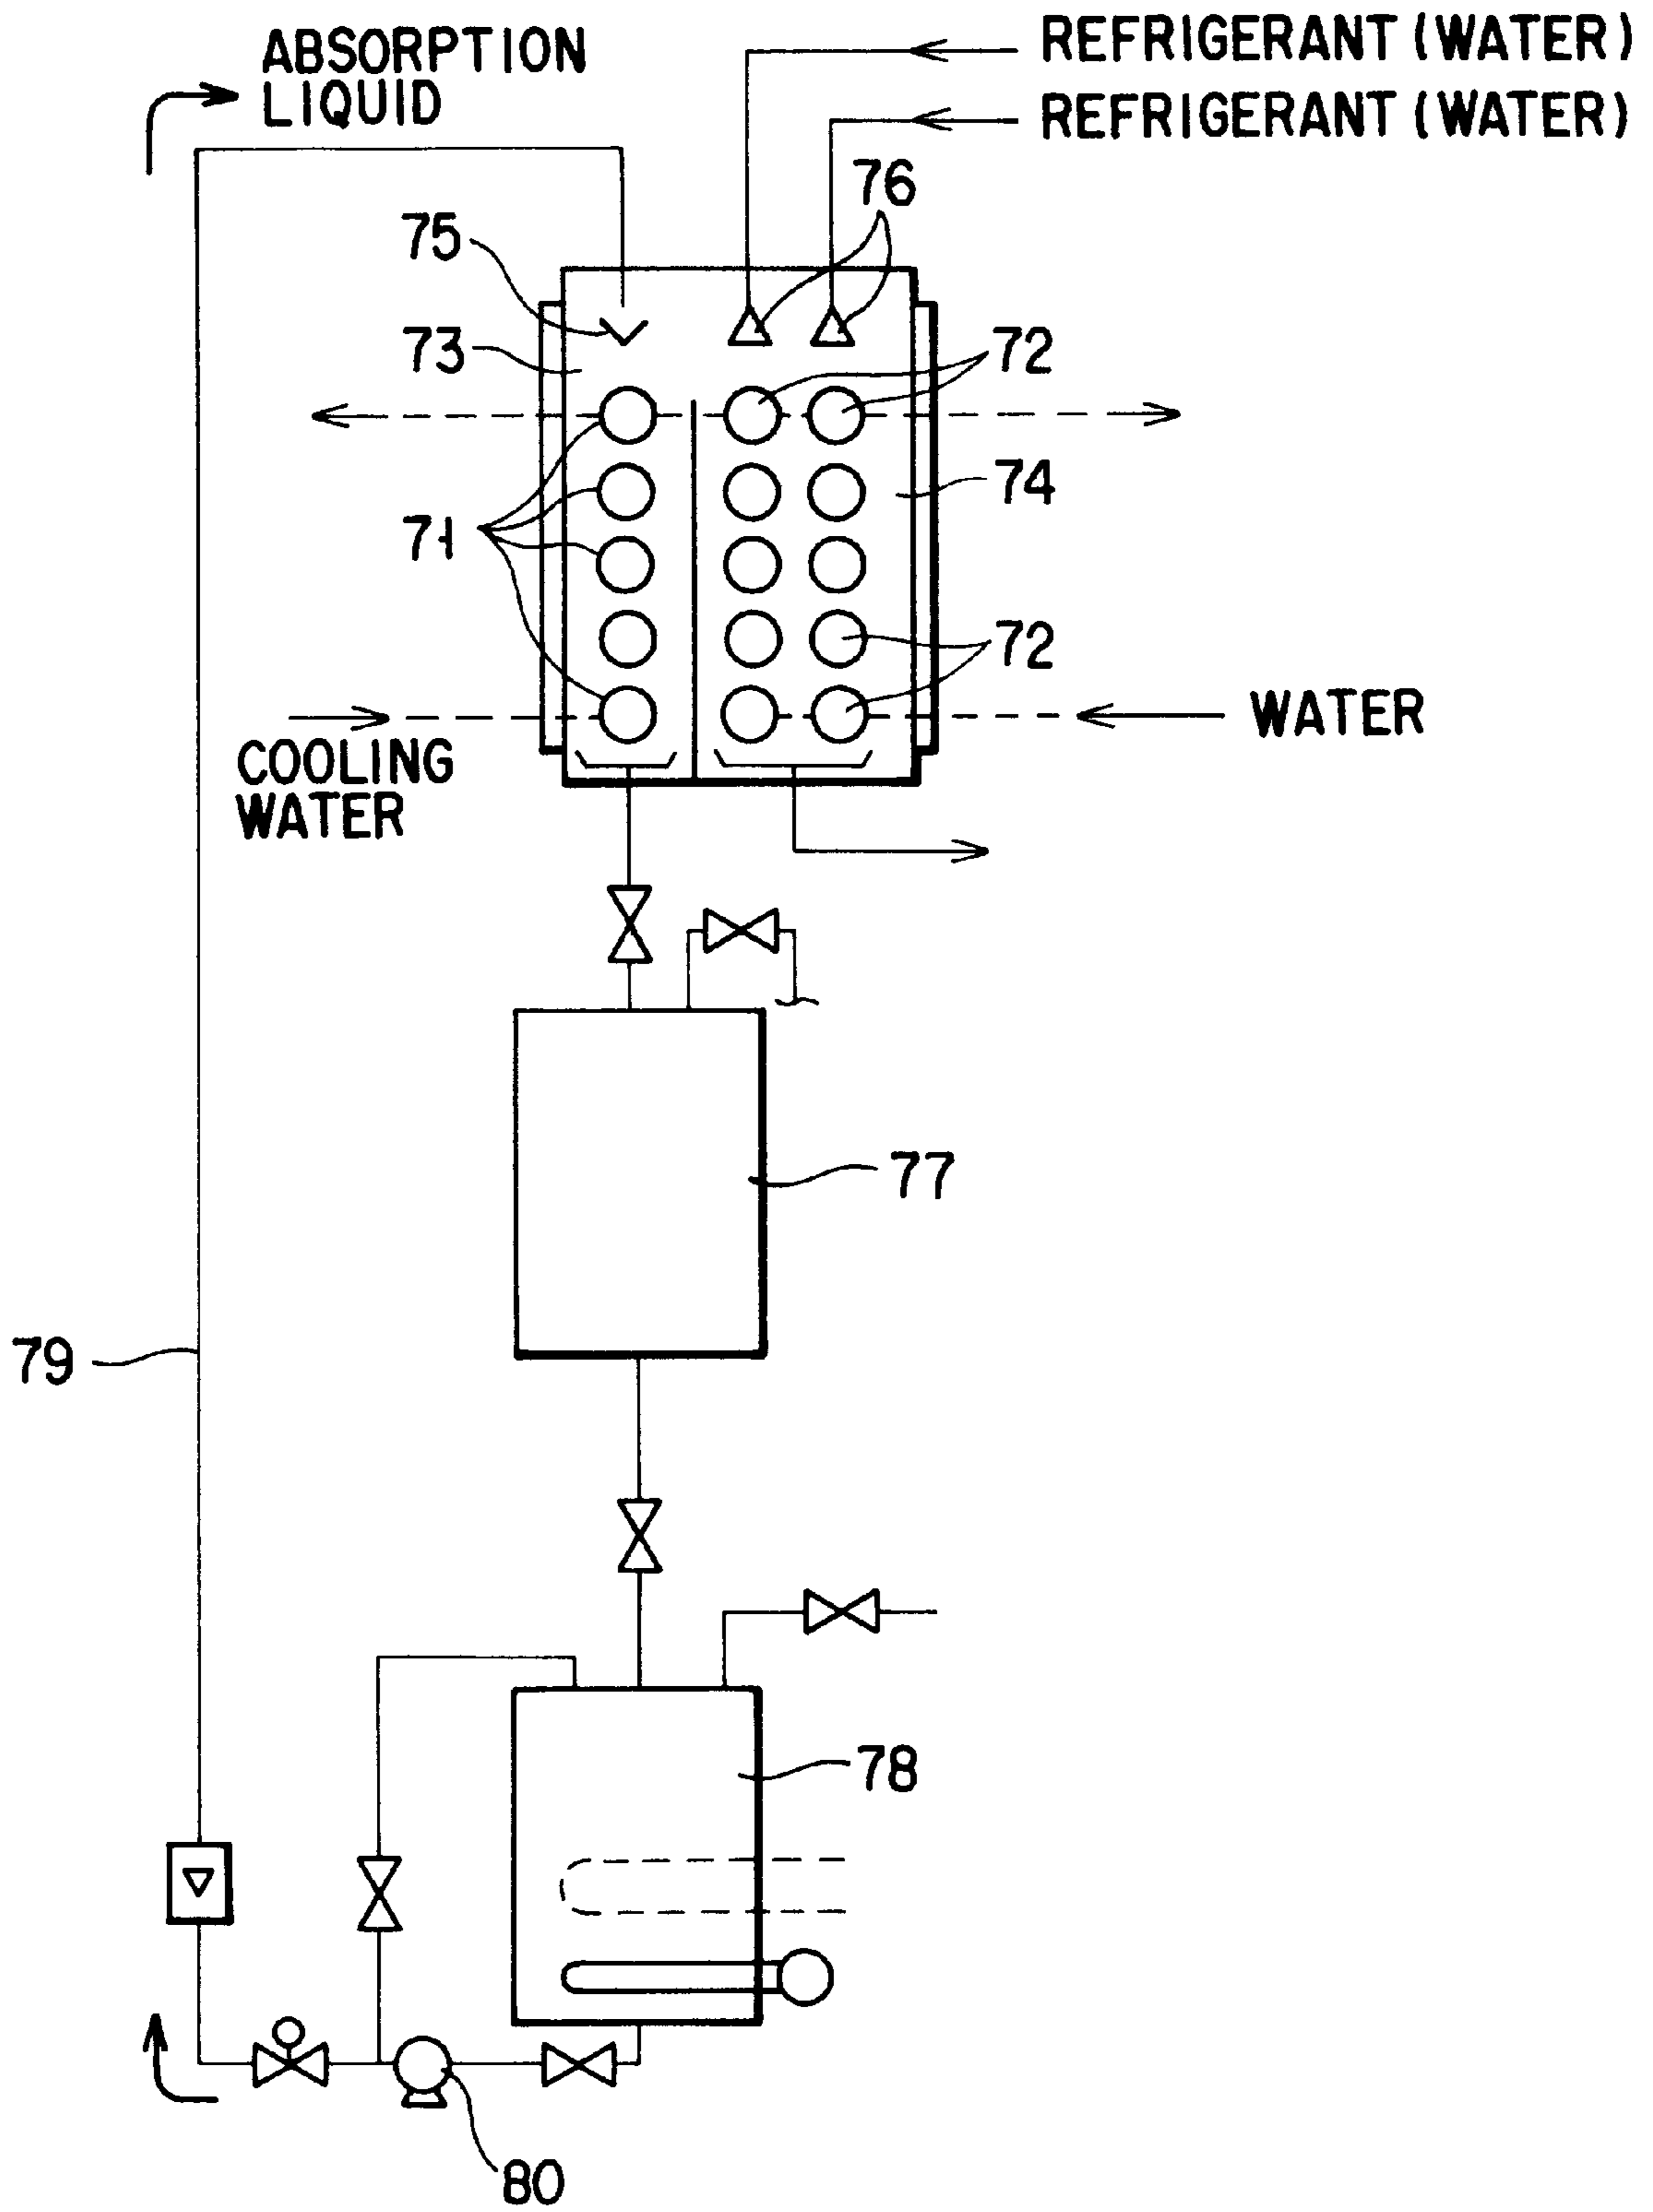 ABSORPTION
LIQUID
REFRIGERANT (WATER)
REFRIGERANT (WATER)
76
75
73
72
74
71
72
WATER
COOLING
WATER
77
79
78
80